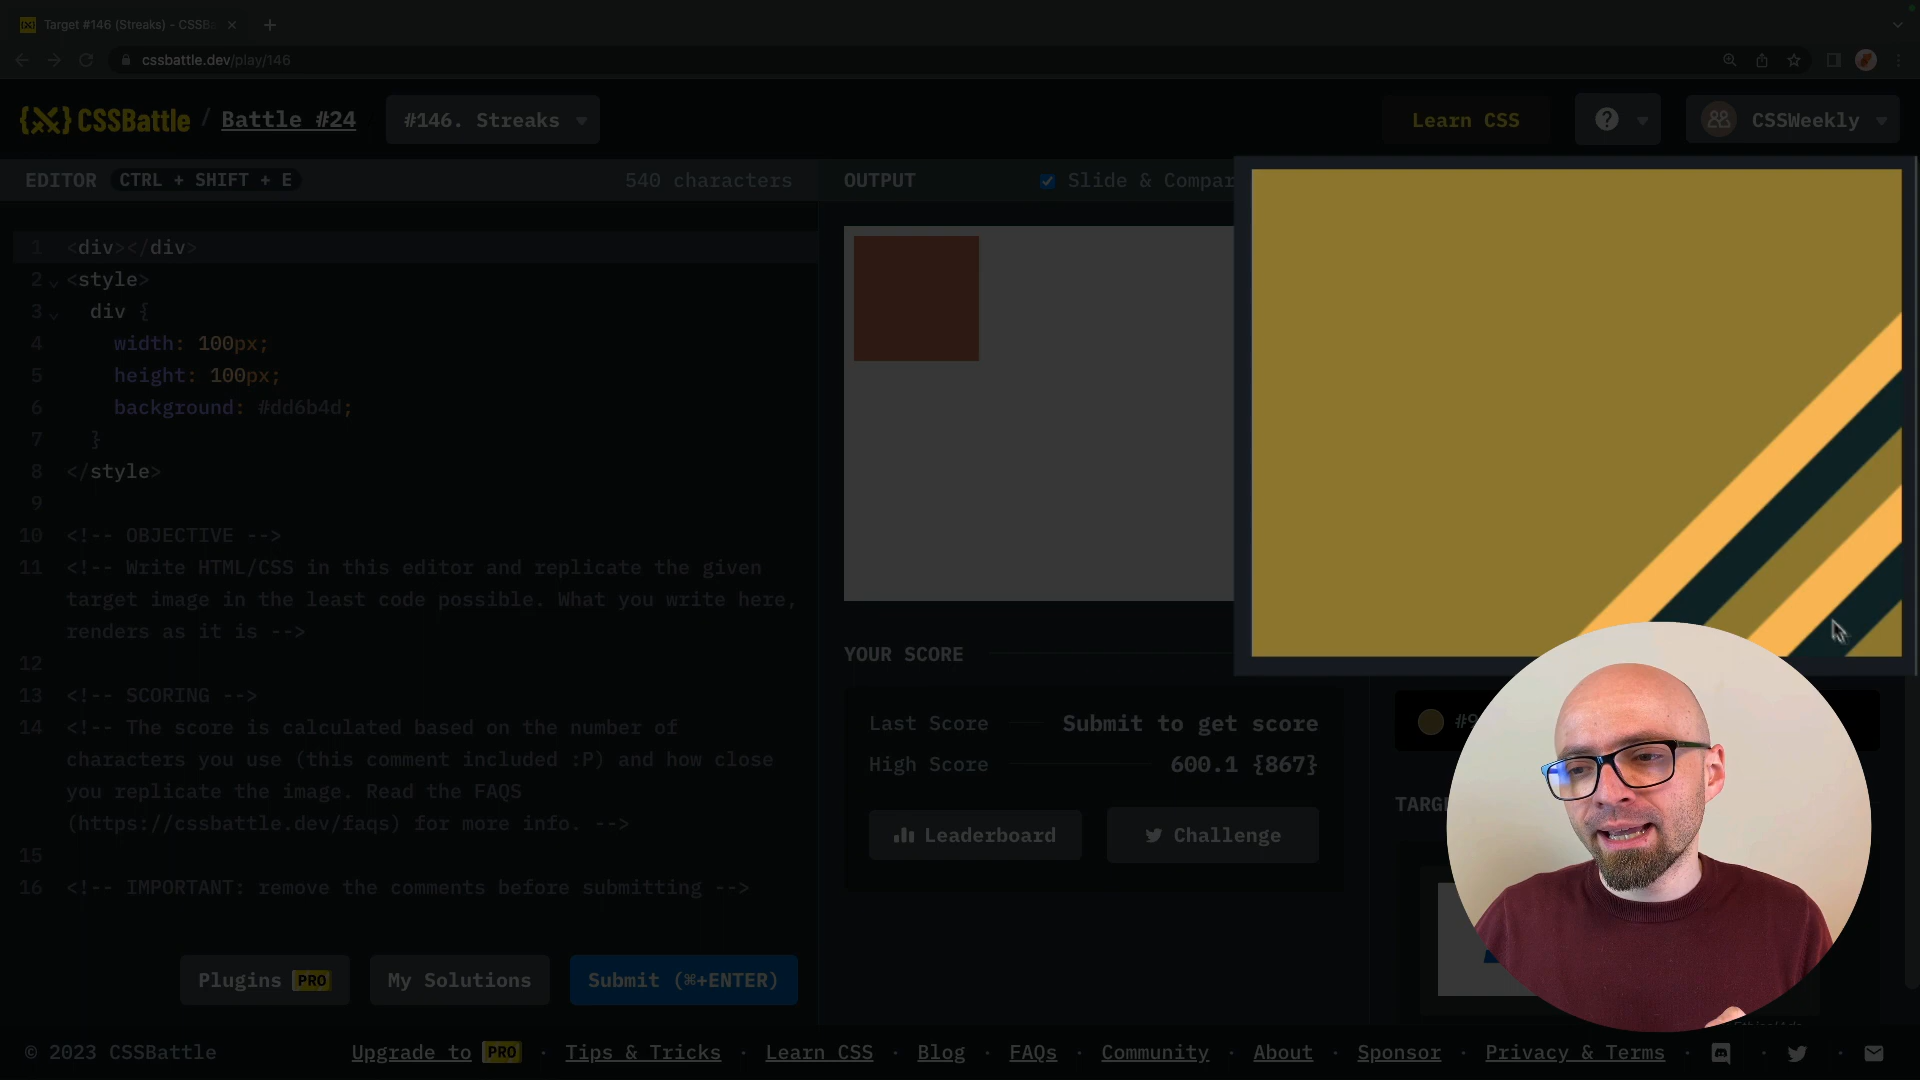 Target #146 (Streaks) - CSSBa
cssbattle.dev/play/146
CSSBattle / Battle #24 #146. Streaks Learn CSS ? CSSWeekly
EDITOR CTRL + SHIFT + E 540 characters OUTPUT Slide & Compar
1 <div></div>
2 <style>
3 div {
4 width: 100px;
5 height: 100px;
6 background: #dd6b4d;
7 }
8 </style>
9
10 <!-- OBJECTIVE -->
11 <!-- Write HTML/CSS in this editor and replicate the given
target image in the least code possible. What you write here,
renders as it is -->
12
13 <!-- SCORING -->
14 <!-- The score is calculated based on the number of
characters you use (this comment included :P) and how close
you replicate the image. Read the FAQS
(https://cssbattle.dev/faqs) for more info. -->
15
16 <!-- IMPORTANT: remove the comments before submitting -->
YOUR SCORE
Last Score Submit to get score
High Score 600.1 {867}
Leaderboard Challenge
Plugins PRO My Solutions Submit (⌘+ENTER)
© 2023 CSSBattle Upgrade to PRO · Tips & Tricks · Learn CSS · Blog · FAQs · Community · About · Sponsor · Privacy & Terms